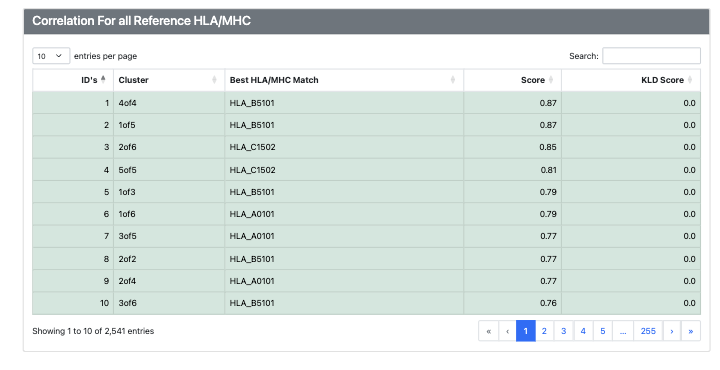 Correlation For all Reference HLA/MHC
10 entries per page Search:
ID's Cluster Best HLA/MHC Match Score KLD Score
1 4of4 HLA_B5101 0.87 0.0
2 1of5 HLA_B5101 0.87 0.0
3 2of6 HLA_C1502 0.85 0.0
4 5of5 HLA_C1502 0.81 0.0
5 1of3 HLA_B5101 0.79 0.0
6 1of6 HLA_A0101 0.79 0.0
7 3of5 HLA_A0101 0.77 0.0
8 2of2 HLA_B5101 0.77 0.0
9 2of4 HLA_A0101 0.77 0.0
10 3of6 HLA_B5101 0.76 0.0
Showing 1 to 10 of 2,541 entries « ‹ 1 2 3 4 5 ... 255 › »